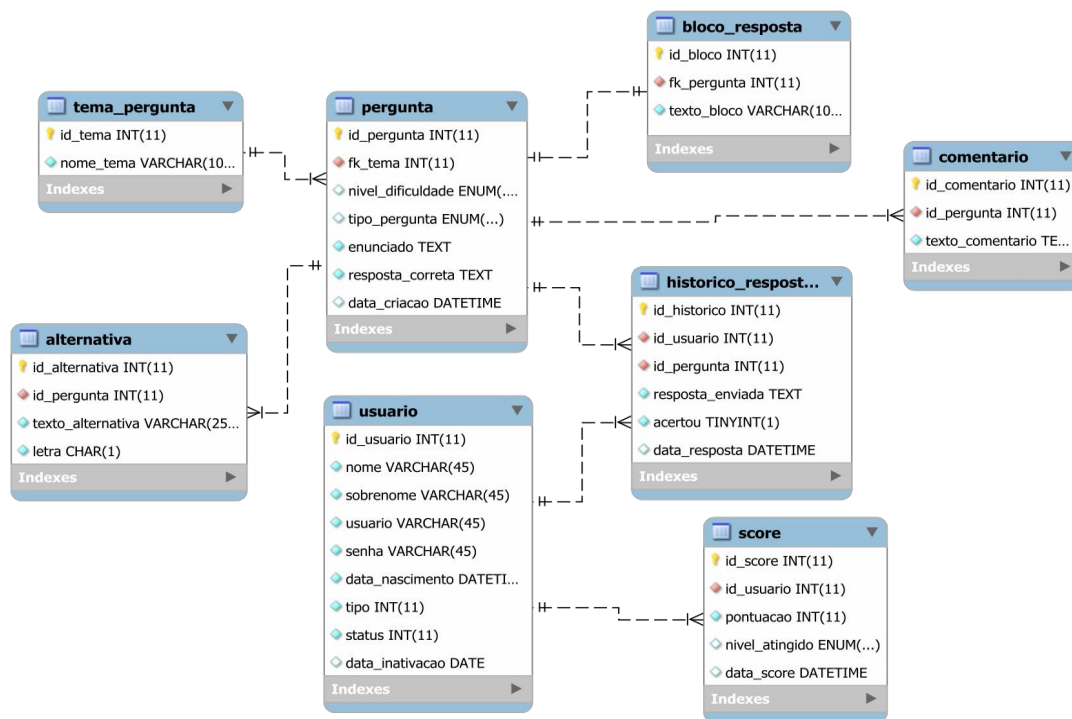 bloco_resposta
id_bloco INT(11)
fk_pergunta INT(11)
texto_bloco VARCHAR(10...
Indexes
tema_pergunta
id_tema INT(11)
nome_tema VARCHAR(10...
Indexes
pergunta
id_pergunta INT(11)
fk_tema INT(11)
nivel_dificuldade ENUM(....
tipo_pergunta ENUM(...)
enunciado TEXT
resposta_correta TEXT
data_criacao DATETIME
Indexes
comentario
id_comentario INT(11)
id_pergunta INT(11)
texto_comentario TE...
Indexes
historico_respost...
id_historico INT(11)
id_usuario INT(11)
id_pergunta INT(11)
resposta_enviada TEXT
acertou TINYINT(1)
data_resposta DATETIME
Indexes
alternativa
id_alternativa INT(11)
id_pergunta INT(11)
texto_alternativa VARCHAR(25...
letra CHAR(1)
Indexes
usuario
id_usuario INT(11)
nome VARCHAR(45)
sobrenome VARCHAR(45)
usuario VARCHAR(45)
senha VARCHAR(45)
data_nascimento DATETI...
tipo INT(11)
status INT(11)
data_inativacao DATE
Indexes
score
id_score INT(11)
id_usuario INT(11)
pontuacao INT(11)
nivel_atingido ENUM(...)
data_score DATETIME
Indexes